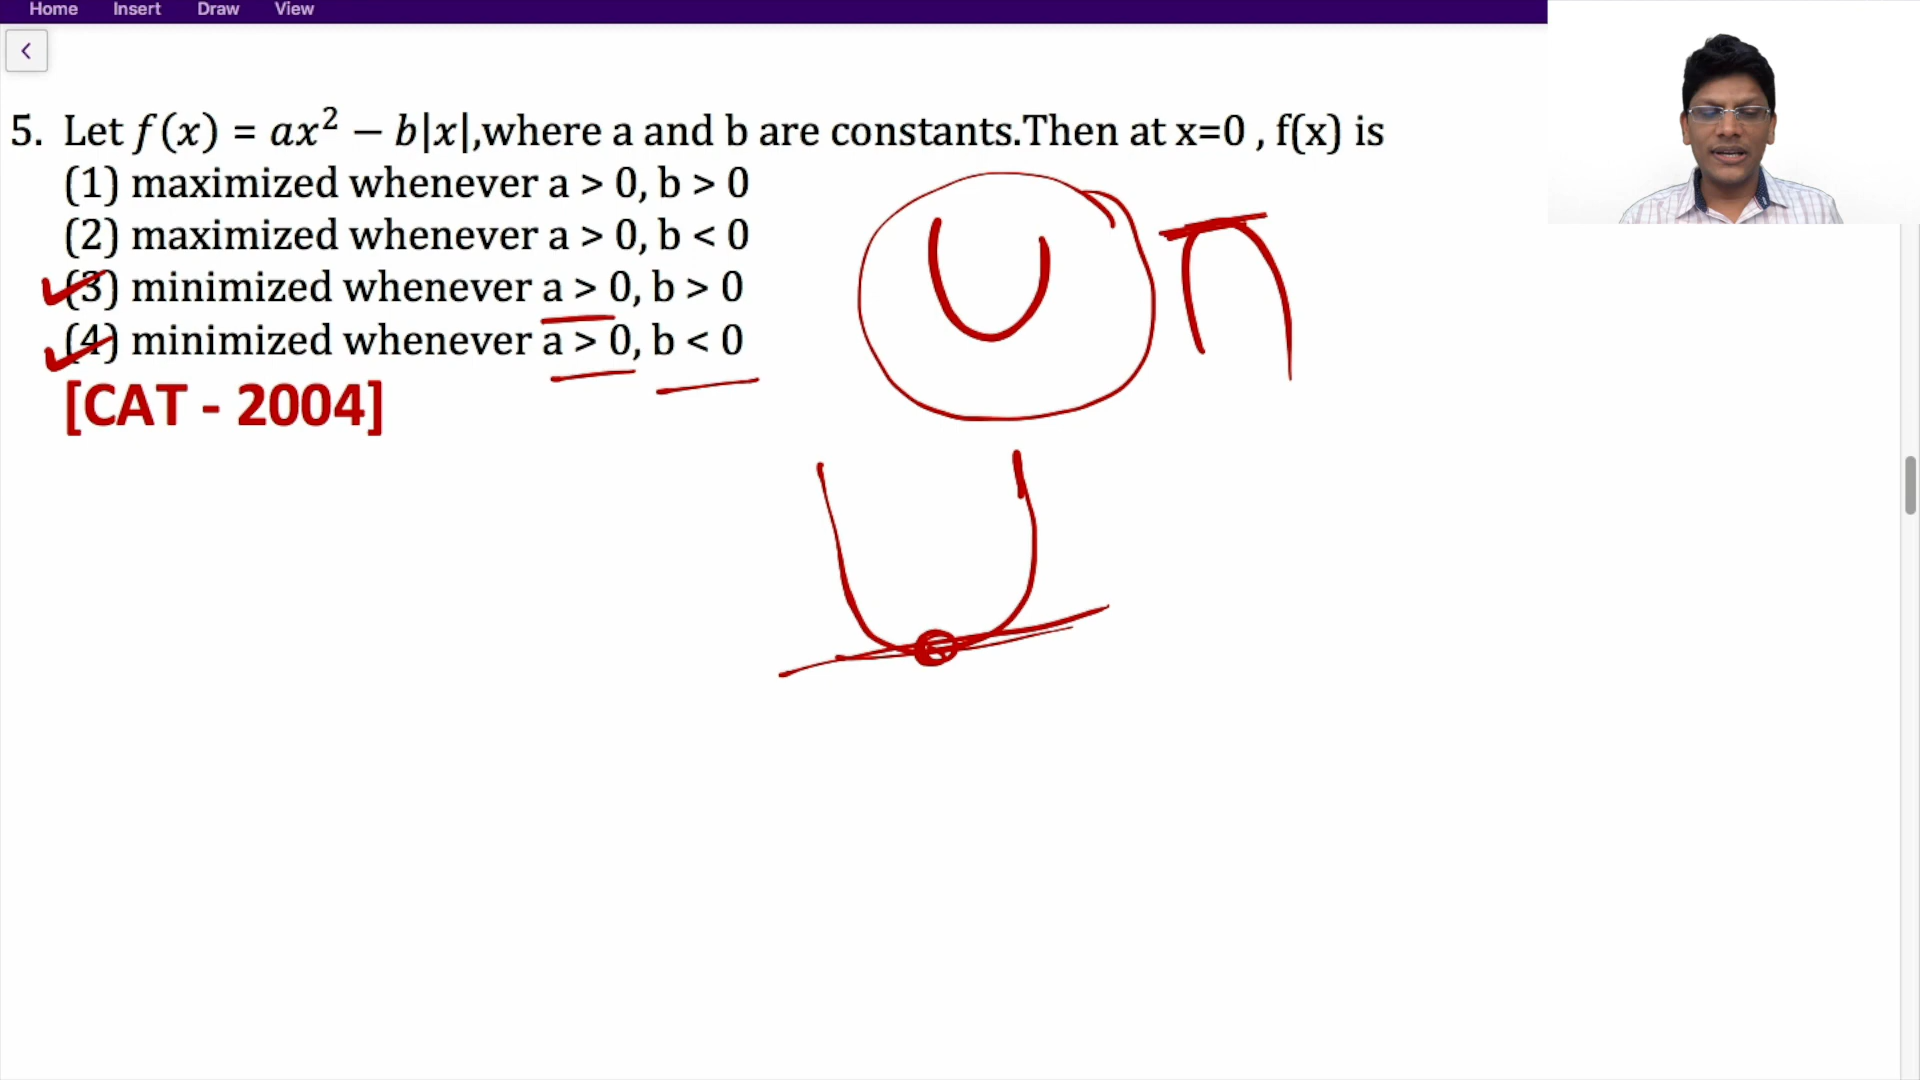 Home Insert Draw View
5. Let f(x) = ax² − b|x|,where a and b are constants.Then at x=0 , f(x) is
(1) maximized whenever a > 0, b > 0
(2) maximized whenever a > 0, b < 0
(3) minimized whenever a > 0, b > 0
(4) minimized whenever a > 0, b < 0
[CAT - 2004]